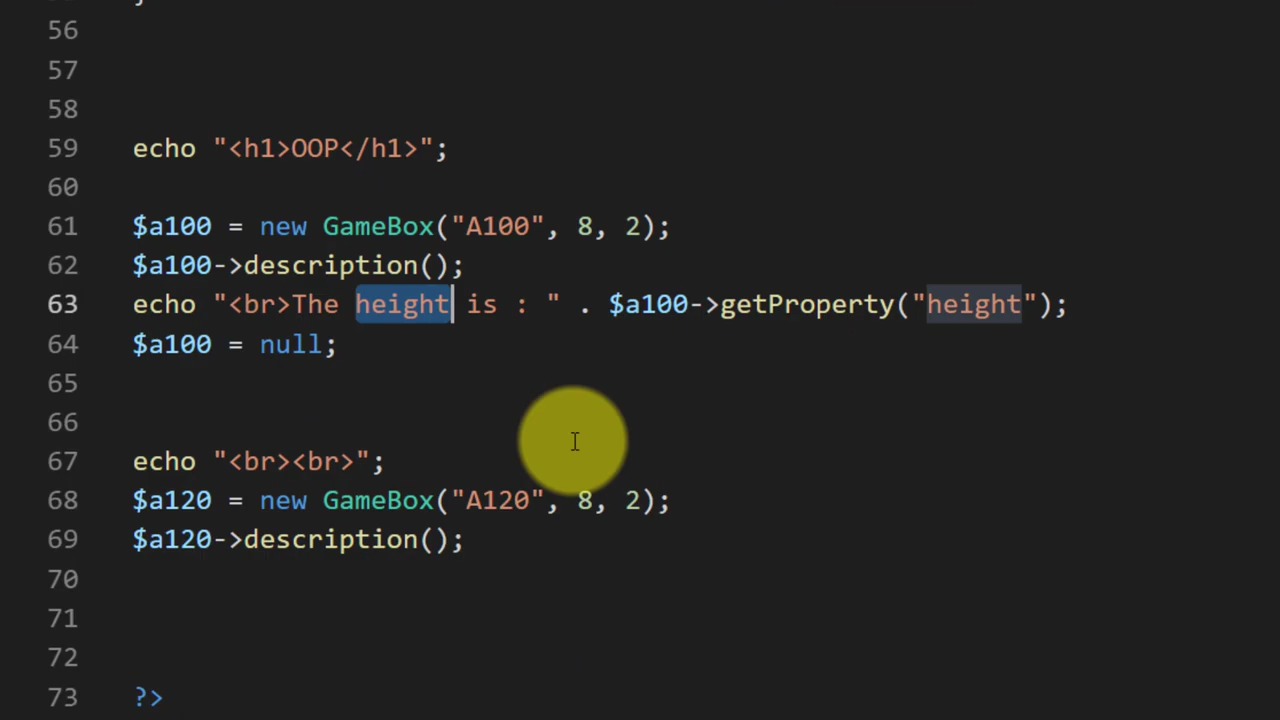 56
57
58
59 echo "<h1>OOP</h1>";
60
61 $a100 = new GameBox("A100", 8, 2);
62 $a100->description();
63 echo "<br>The height is : " . $a100->getProperty("height");
64 $a100 = null;
65
66
67 echo "<br><br>";
68 $a120 = new GameBox("A120", 8, 2);
69 $a120->description();
70
71
72
73 ?>